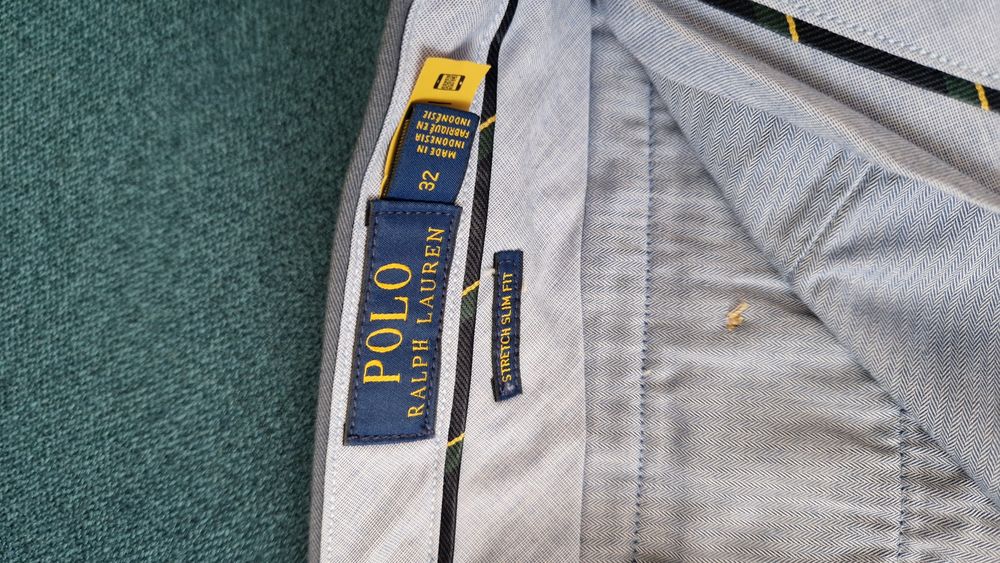 POLO
RALPH LAUREN
32
MADE IN
INDONESIA
FABRIQUÉ EN
INDONÉSIE
STRETCH SLIM FIT